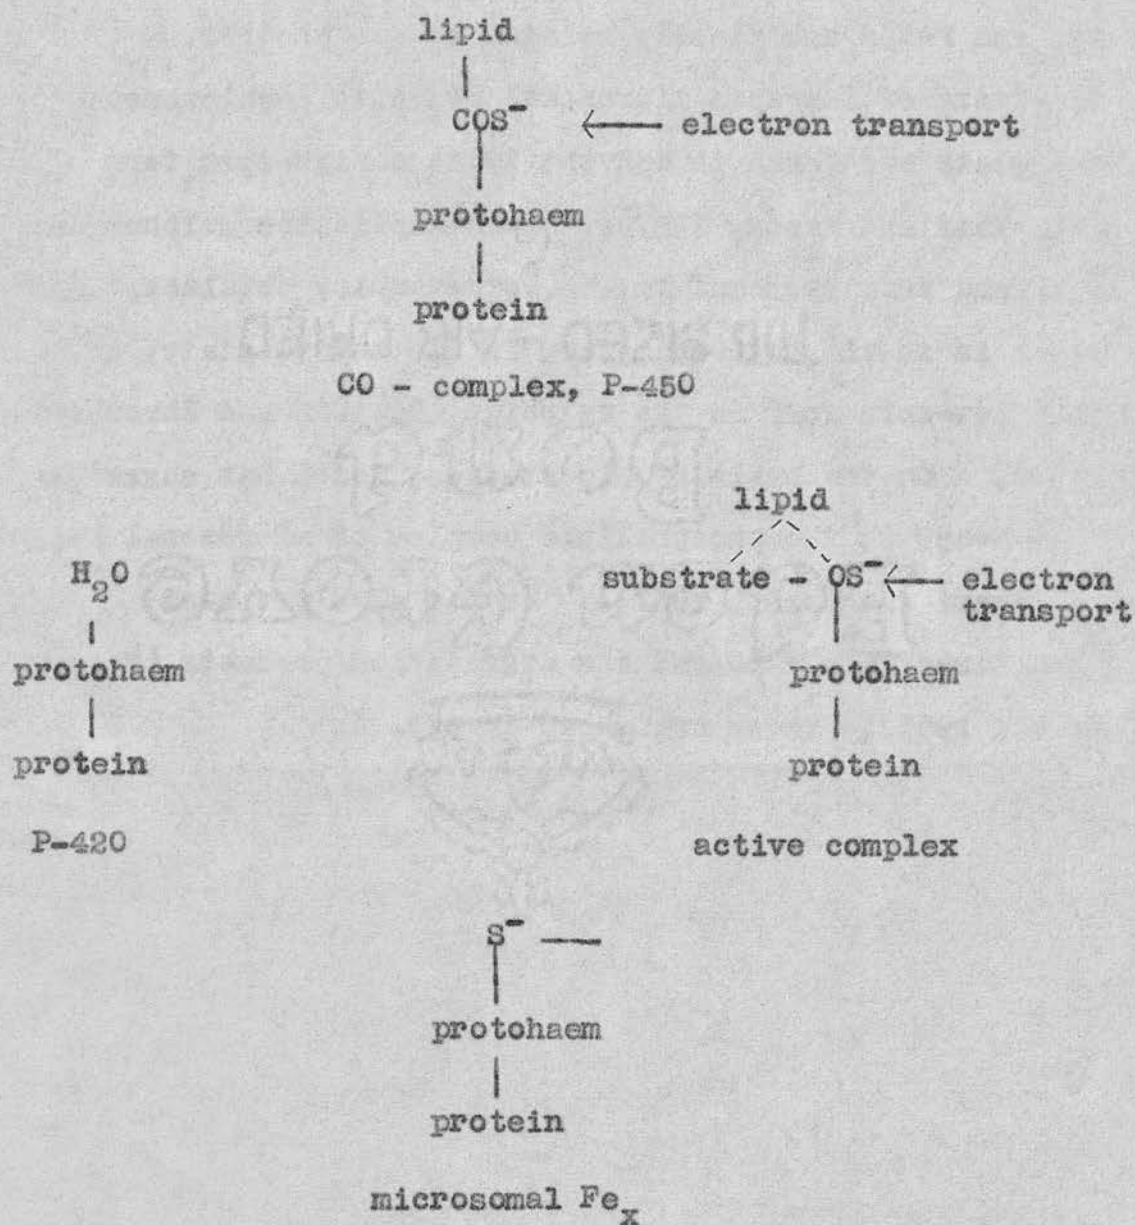 lipid
COS⁻ ← electron transport
protohaem
protein
CO - complex, P-450
lipid
substrate - OS⁻ ← electron
transport
protohaem
protein
active complex
H₂O
protohaem
protein
P-420
S⁻
protohaem
protein
microsomal Feₓ